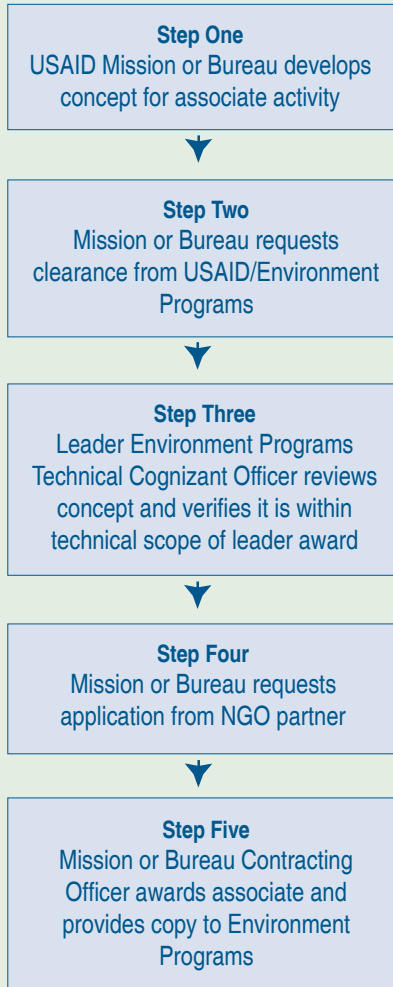 Step One
USAID Mission or Bureau develops
concept for associate activity
Step Two
Mission or Bureau requests
clearance from USAID/Environment
Programs
Step Three
Leader Environment Programs
Technical Cognizant Officer reviews
concept and verifies it is within
technical scope of leader award
Step Four
Mission or Bureau requests
application from NGO partner
Step Five
Mission or Bureau Contracting
Officer awards associate and
provides copy to Environment
Programs